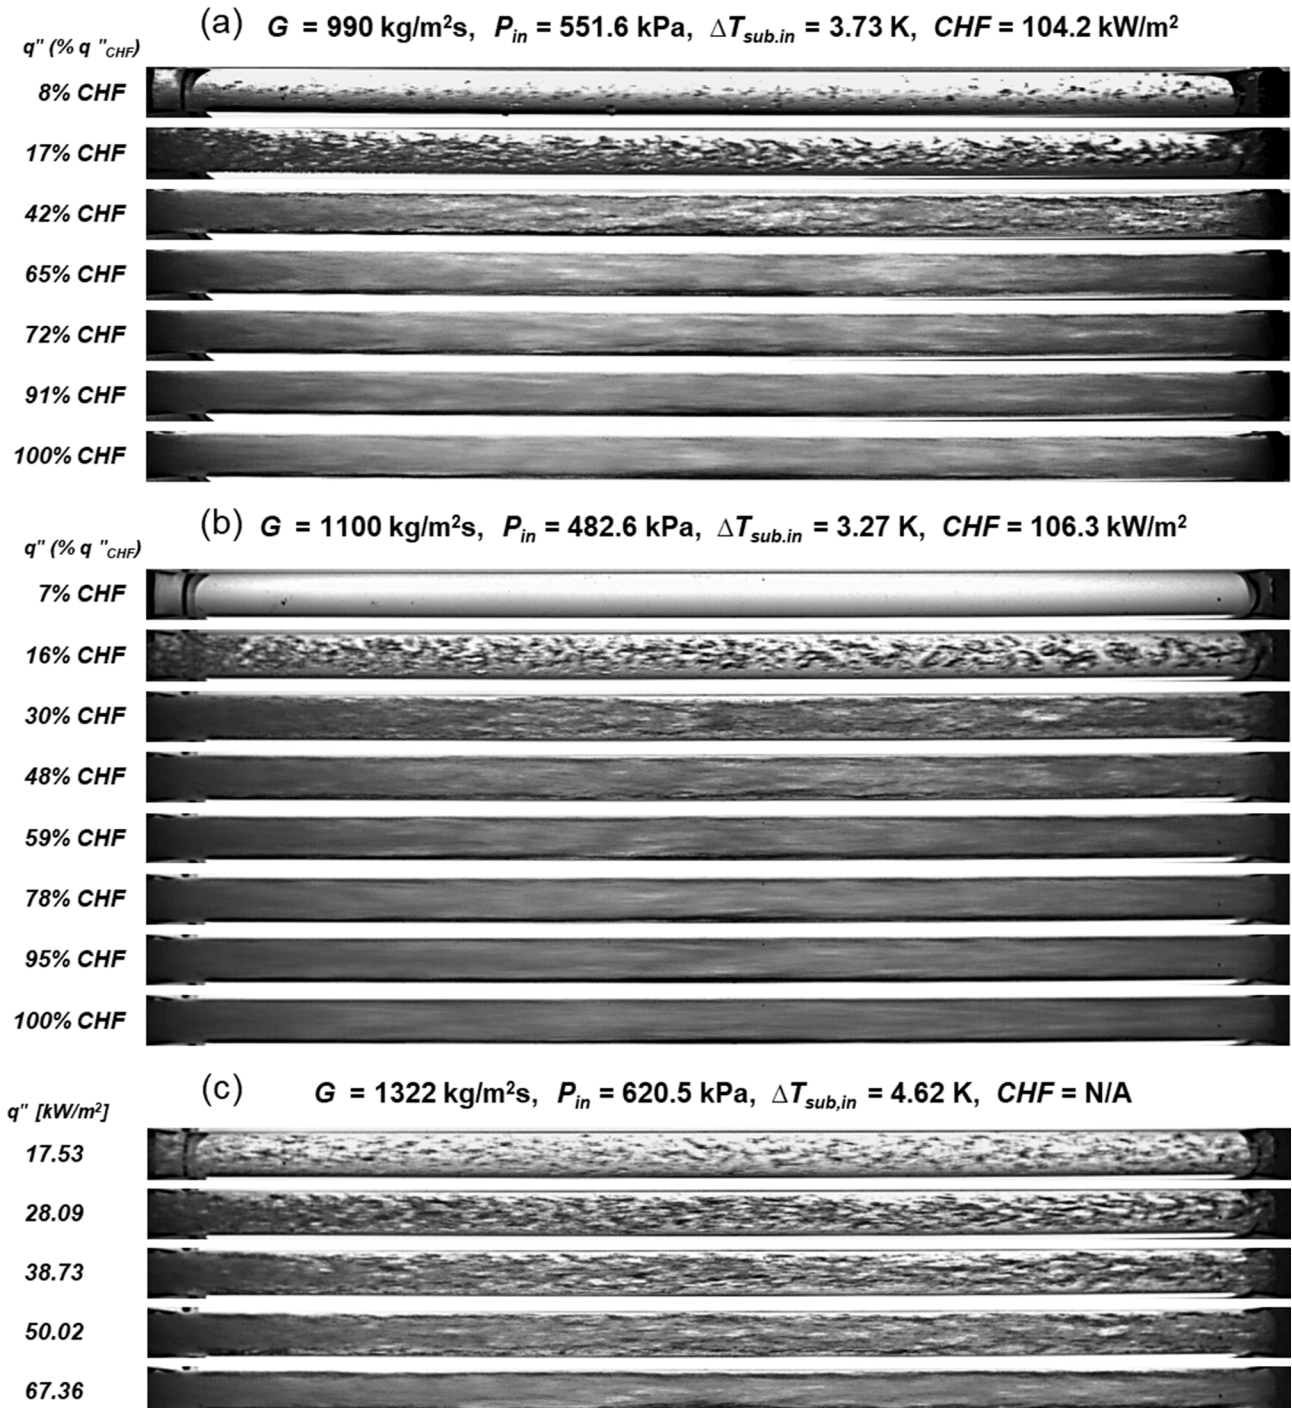 (a) G = 990 kg/m²s, P_in = 551.6 kPa, ΔT_sub.in = 3.73 K, CHF = 104.2 kW/m²
q" (% q "_CHF)
8% CHF
17% CHF
42% CHF
65% CHF
72% CHF
91% CHF
100% CHF
(b) G = 1100 kg/m²s, P_in = 482.6 kPa, ΔT_sub.in = 3.27 K, CHF = 106.3 kW/m²
q" (% q "_CHF)
7% CHF
16% CHF
30% CHF
48% CHF
59% CHF
78% CHF
95% CHF
100% CHF
(c) G = 1322 kg/m²s, P_in = 620.5 kPa, ΔT_sub,in = 4.62 K, CHF = N/A
q" [kW/m²]
17.53
28.09
38.73
50.02
67.36